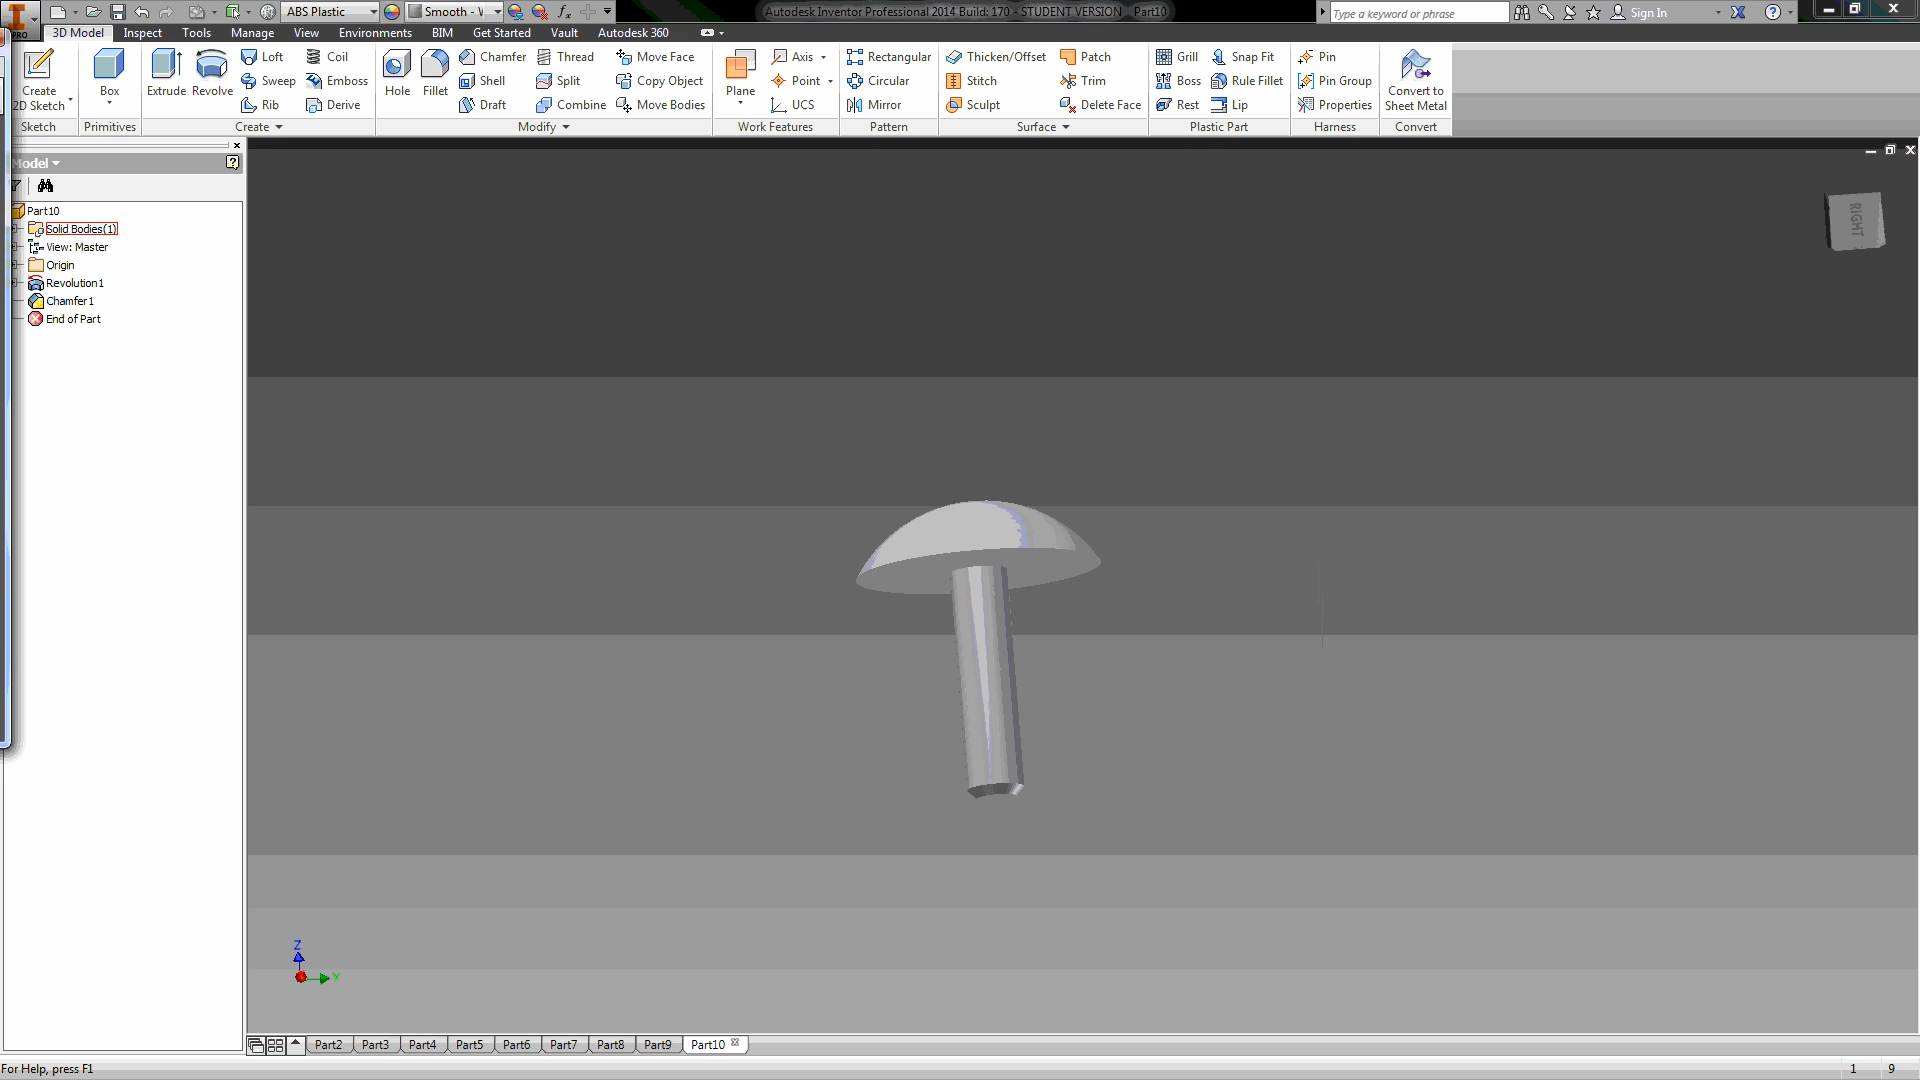 PRO
ABS Plastic
Smooth - V
fx
Autodesk Inventor Professional 2014 Build: 170 - STUDENT VERSION Part10
Type a keyword or phrase
Sign In
3D Model Inspect Tools Manage View Environments BIM Get Started Vault Autodesk 360
Create
2D Sketch
Box
Extrude
Revolve
Loft
Sweep
Rib
Coil
Emboss
Derive
Hole
Fillet
Chamfer
Shell
Draft
Thread
Split
Combine
Move Face
Copy Object
Move Bodies
Plane
Axis
Point
UCS
Rectangular
Circular
Mirror
Thicken/Offset
Stitch
Sculpt
Patch
Trim
Delete Face
Grill
Boss
Rest
Snap Fit
Rule Fillet
Lip
Pin
Pin Group
Properties
Convert to
Sheet Metal
Sketch Primitives Create Modify Work Features Pattern Surface Plastic Part Harness Convert
Model
Part10
Solid Bodies(1)
View: Master
Origin
Revolution1
Chamfer1
End of Part
RIGHT
Z
Y
Part2 Part3 Part4 Part5 Part6 Part7 Part8 Part9 Part10
For Help, press F1
1 9